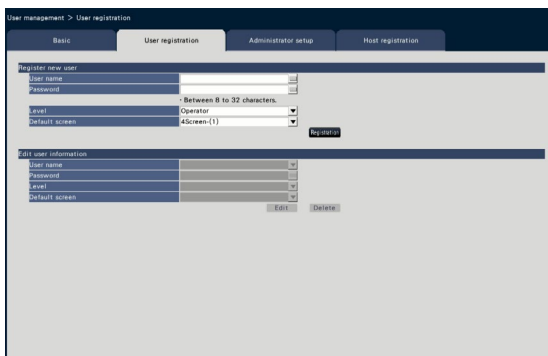 User management > User registration
Basic User registration Administrator setup Host registration
Register new user
User name
Password
・Between 8 to 32 characters.
Level Operator
Default screen 4Screen-(1)
Registration
Edit user information
User name
Password
Level
Default screen
Edit Delete